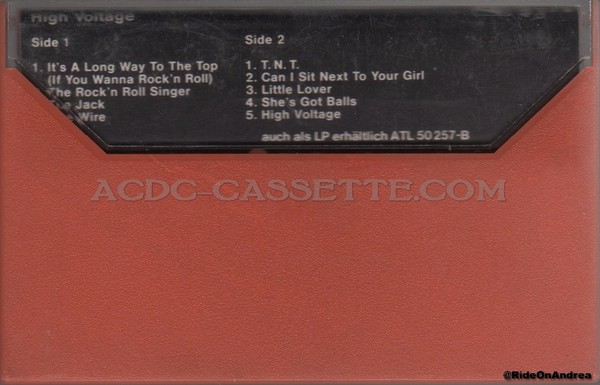 High Voltage
Side 1
1. It's A Long Way To The Top
(If You Wanna Rock'n Roll)
The Rock'n Roll Singer
Jack
Wire
Side 2
1. T. N. T.
2. Can I Sit Next To Your Girl
3. Little Lover
4. She's Got Balls
5. High Voltage
auch als LP erhältlich ATL 50 257-B
ACDC-CASSETTE.COM
@RideOnAndrea